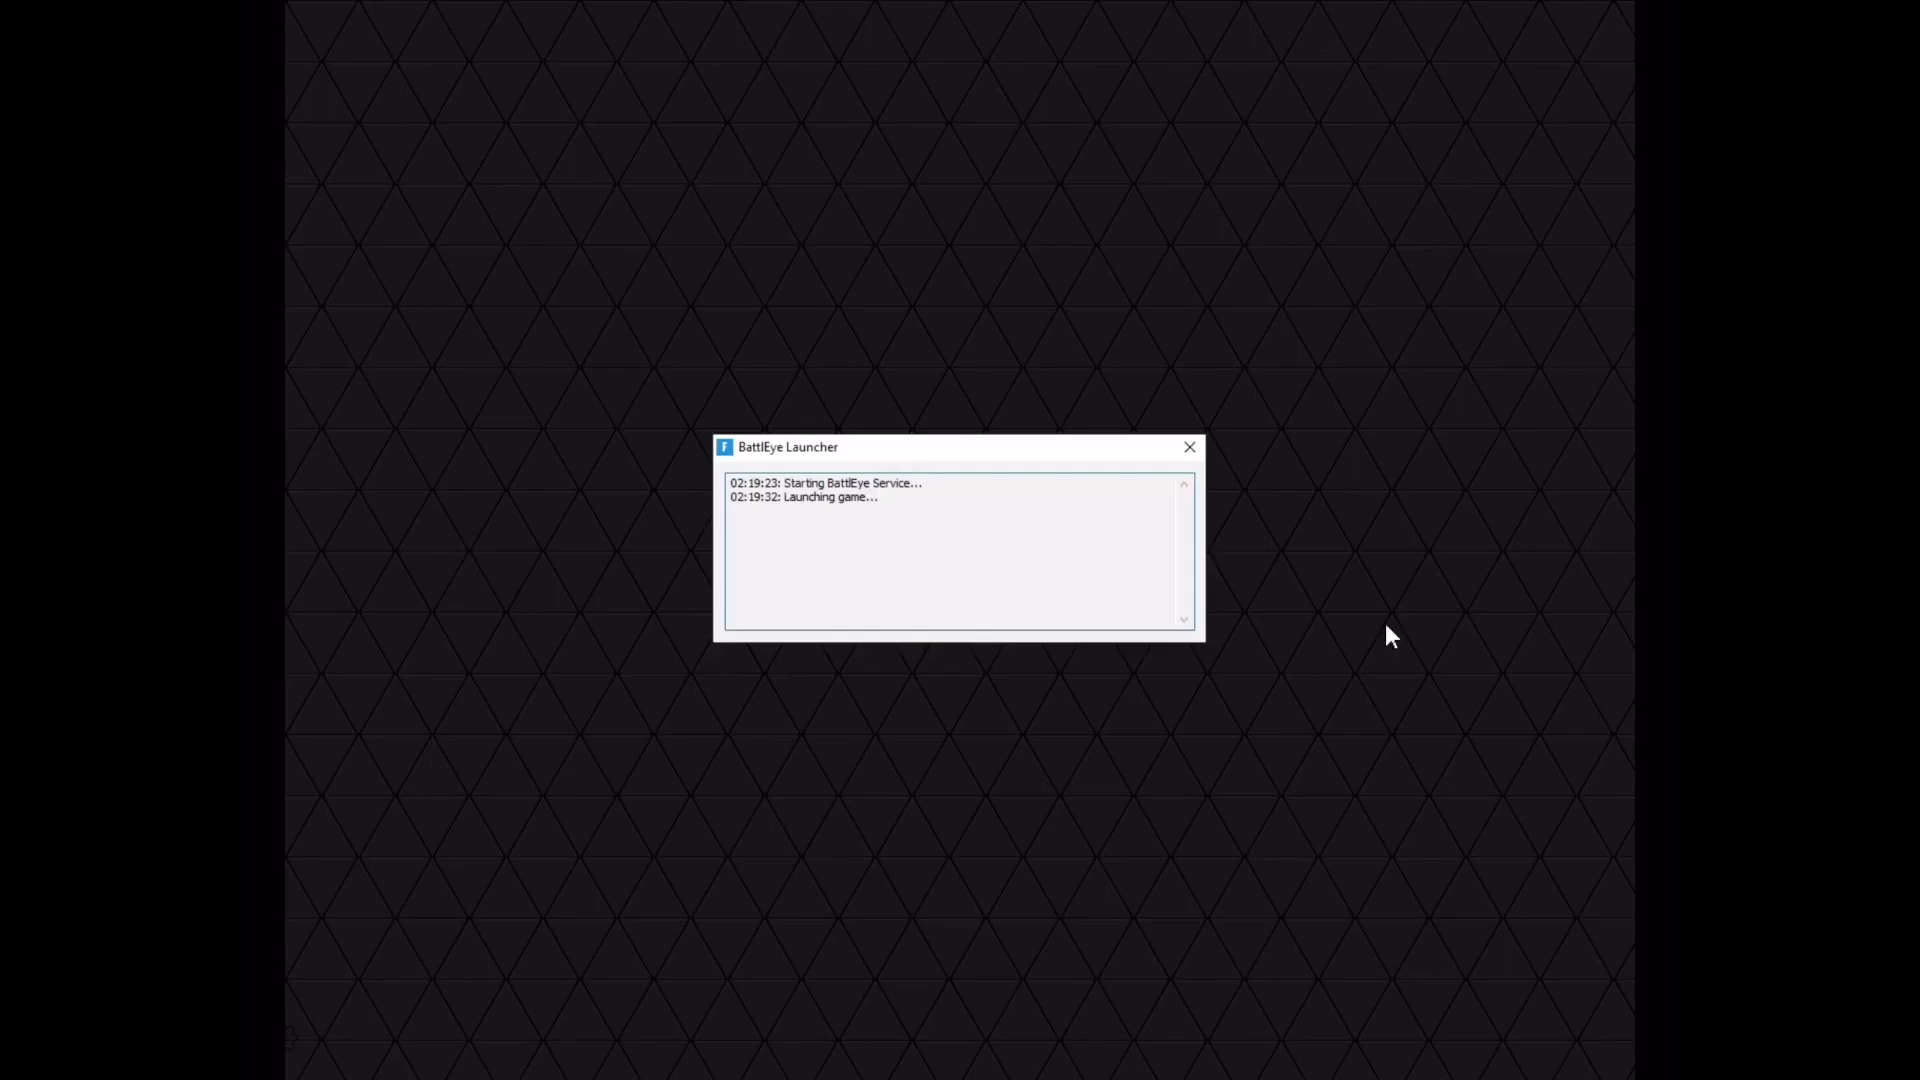 F BattlEye Launcher
02:19:23: Starting BattlEye Service...
02:19:32: Launching game...